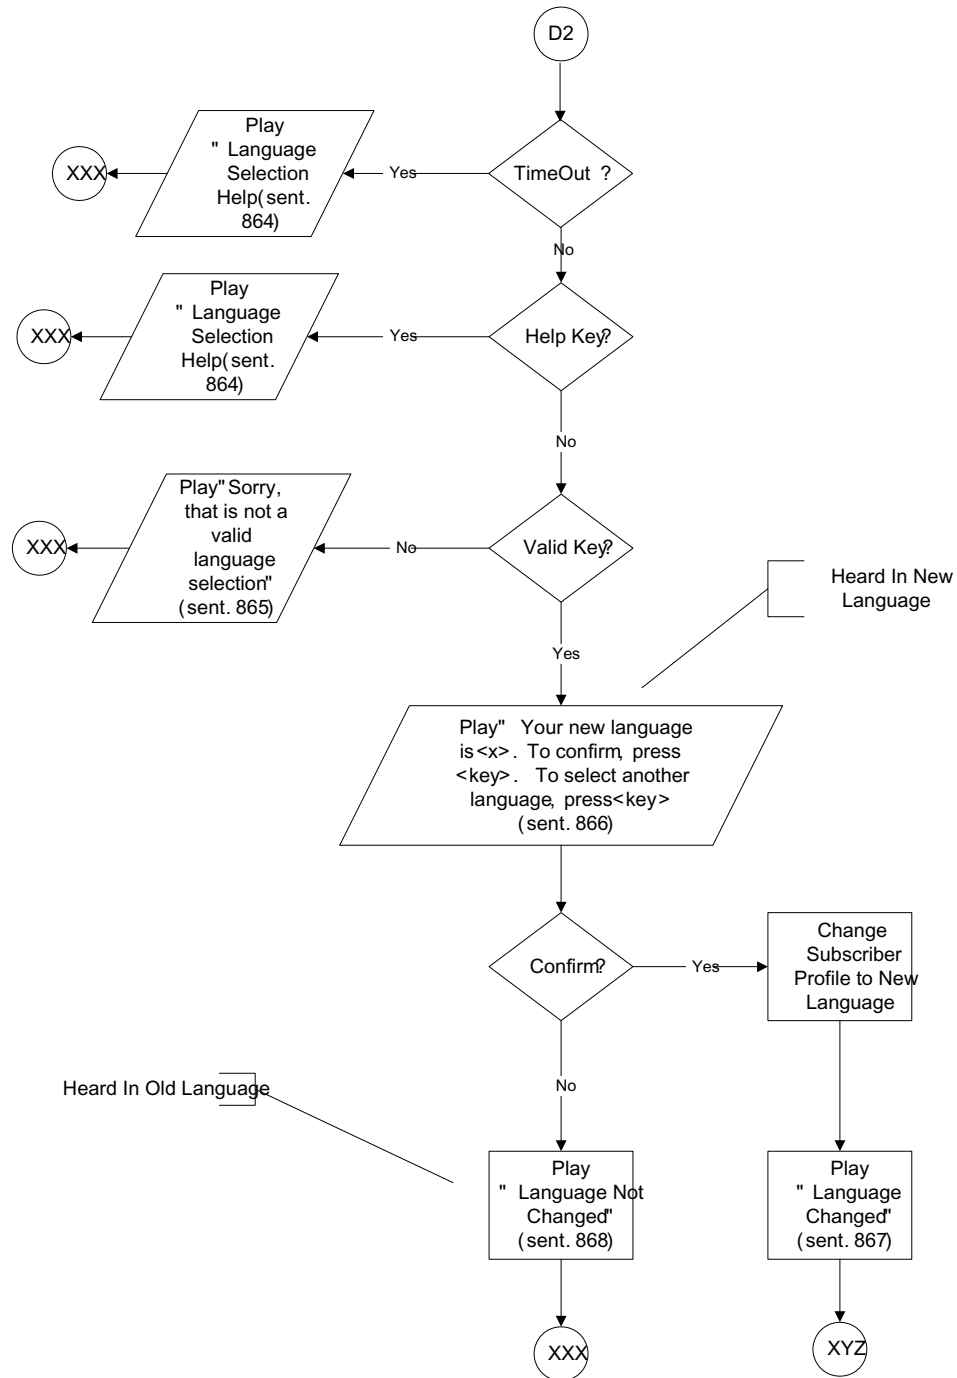 D2
Play
" Language
Selection
Help(sent.
864)
XXX
Yes
TimeOut ?
No
Play
" Language
Selection
Help(sent.
864)
XXX
Yes
Help Key?
No
Play"Sorry,
that is not a
valid
language
selection"
(sent. 865)
XXX
No
Valid Key?
Heard In New
Language
Yes
Play" Your new language
is<x>. To confirm, press
<key>. To select another
language, press<key>
(sent. 866)
Confirm?
Yes
Change
Subscriber
Profile to New
Language
No
Heard In Old Language
Play
" Language Not
Changed"
(sent. 868)
Play
" Language
Changed"
(sent. 867)
XXX
XYZ